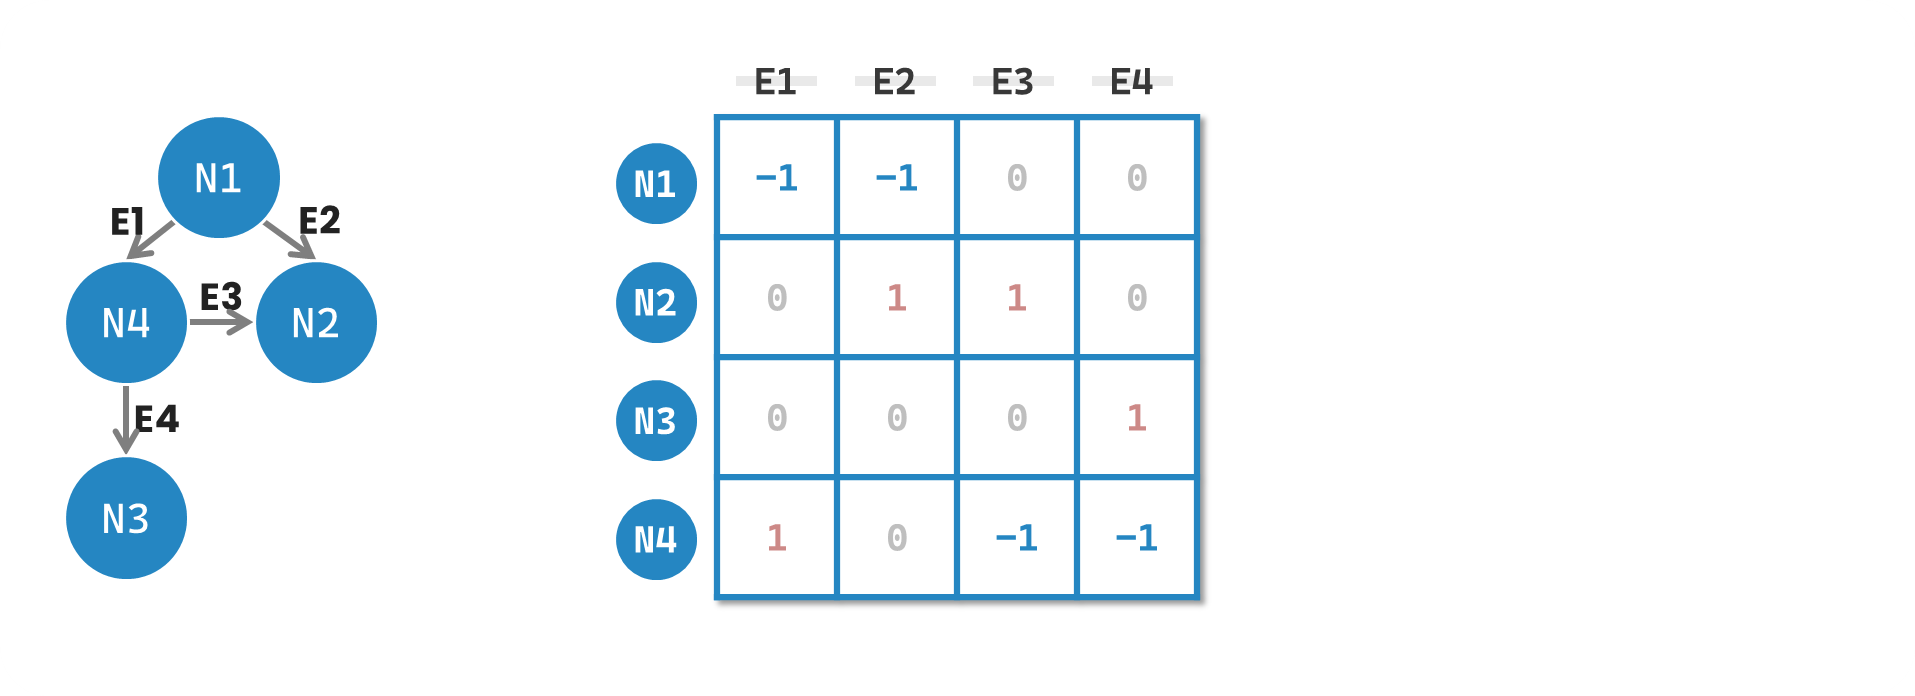 N1
E1
E2
N4
E3
N2
E4
N3
E1 E2 E3 E4
N1 −1 −1 0 0
N2 0 1 1 0
N3 0 0 0 1
N4 1 0 −1 −1